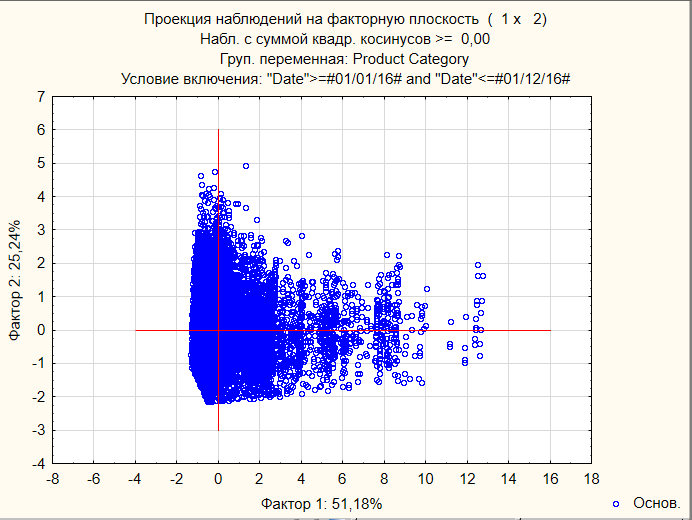 Проекция наблюдений на факторную плоскость ( 1 x 2)
Набл. с суммой квадр. косинусов >= 0,00
Груп. переменная: Product Category
Условие включения: "Date">=#01/01/16# and "Date"<=#01/12/16#
7
6
5
4
3
2
1
0
-1
-2
-3
-4
Фактор 2: 25,24%
-8 -6 -4 -2 0 2 4 6 8 10 12 14 16 18
Фактор 1: 51,18%
Основ.